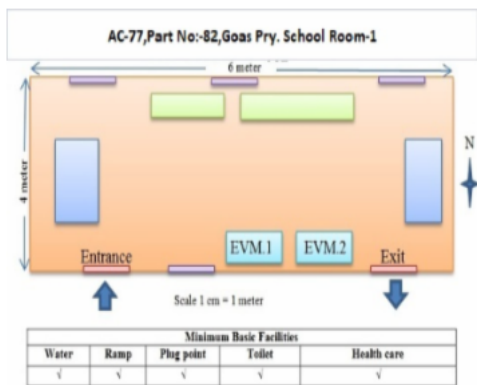 AC-77,Part No:-82,Goas Pry. School Room-1
6 meter
4 meter
N
EVM.1 EVM.2
Entrance Exit
Scale 1 cm = 1 meter
Minimum Basic Facilities
Water Ramp Plug point Toilet Health care
√ √ √ √ √